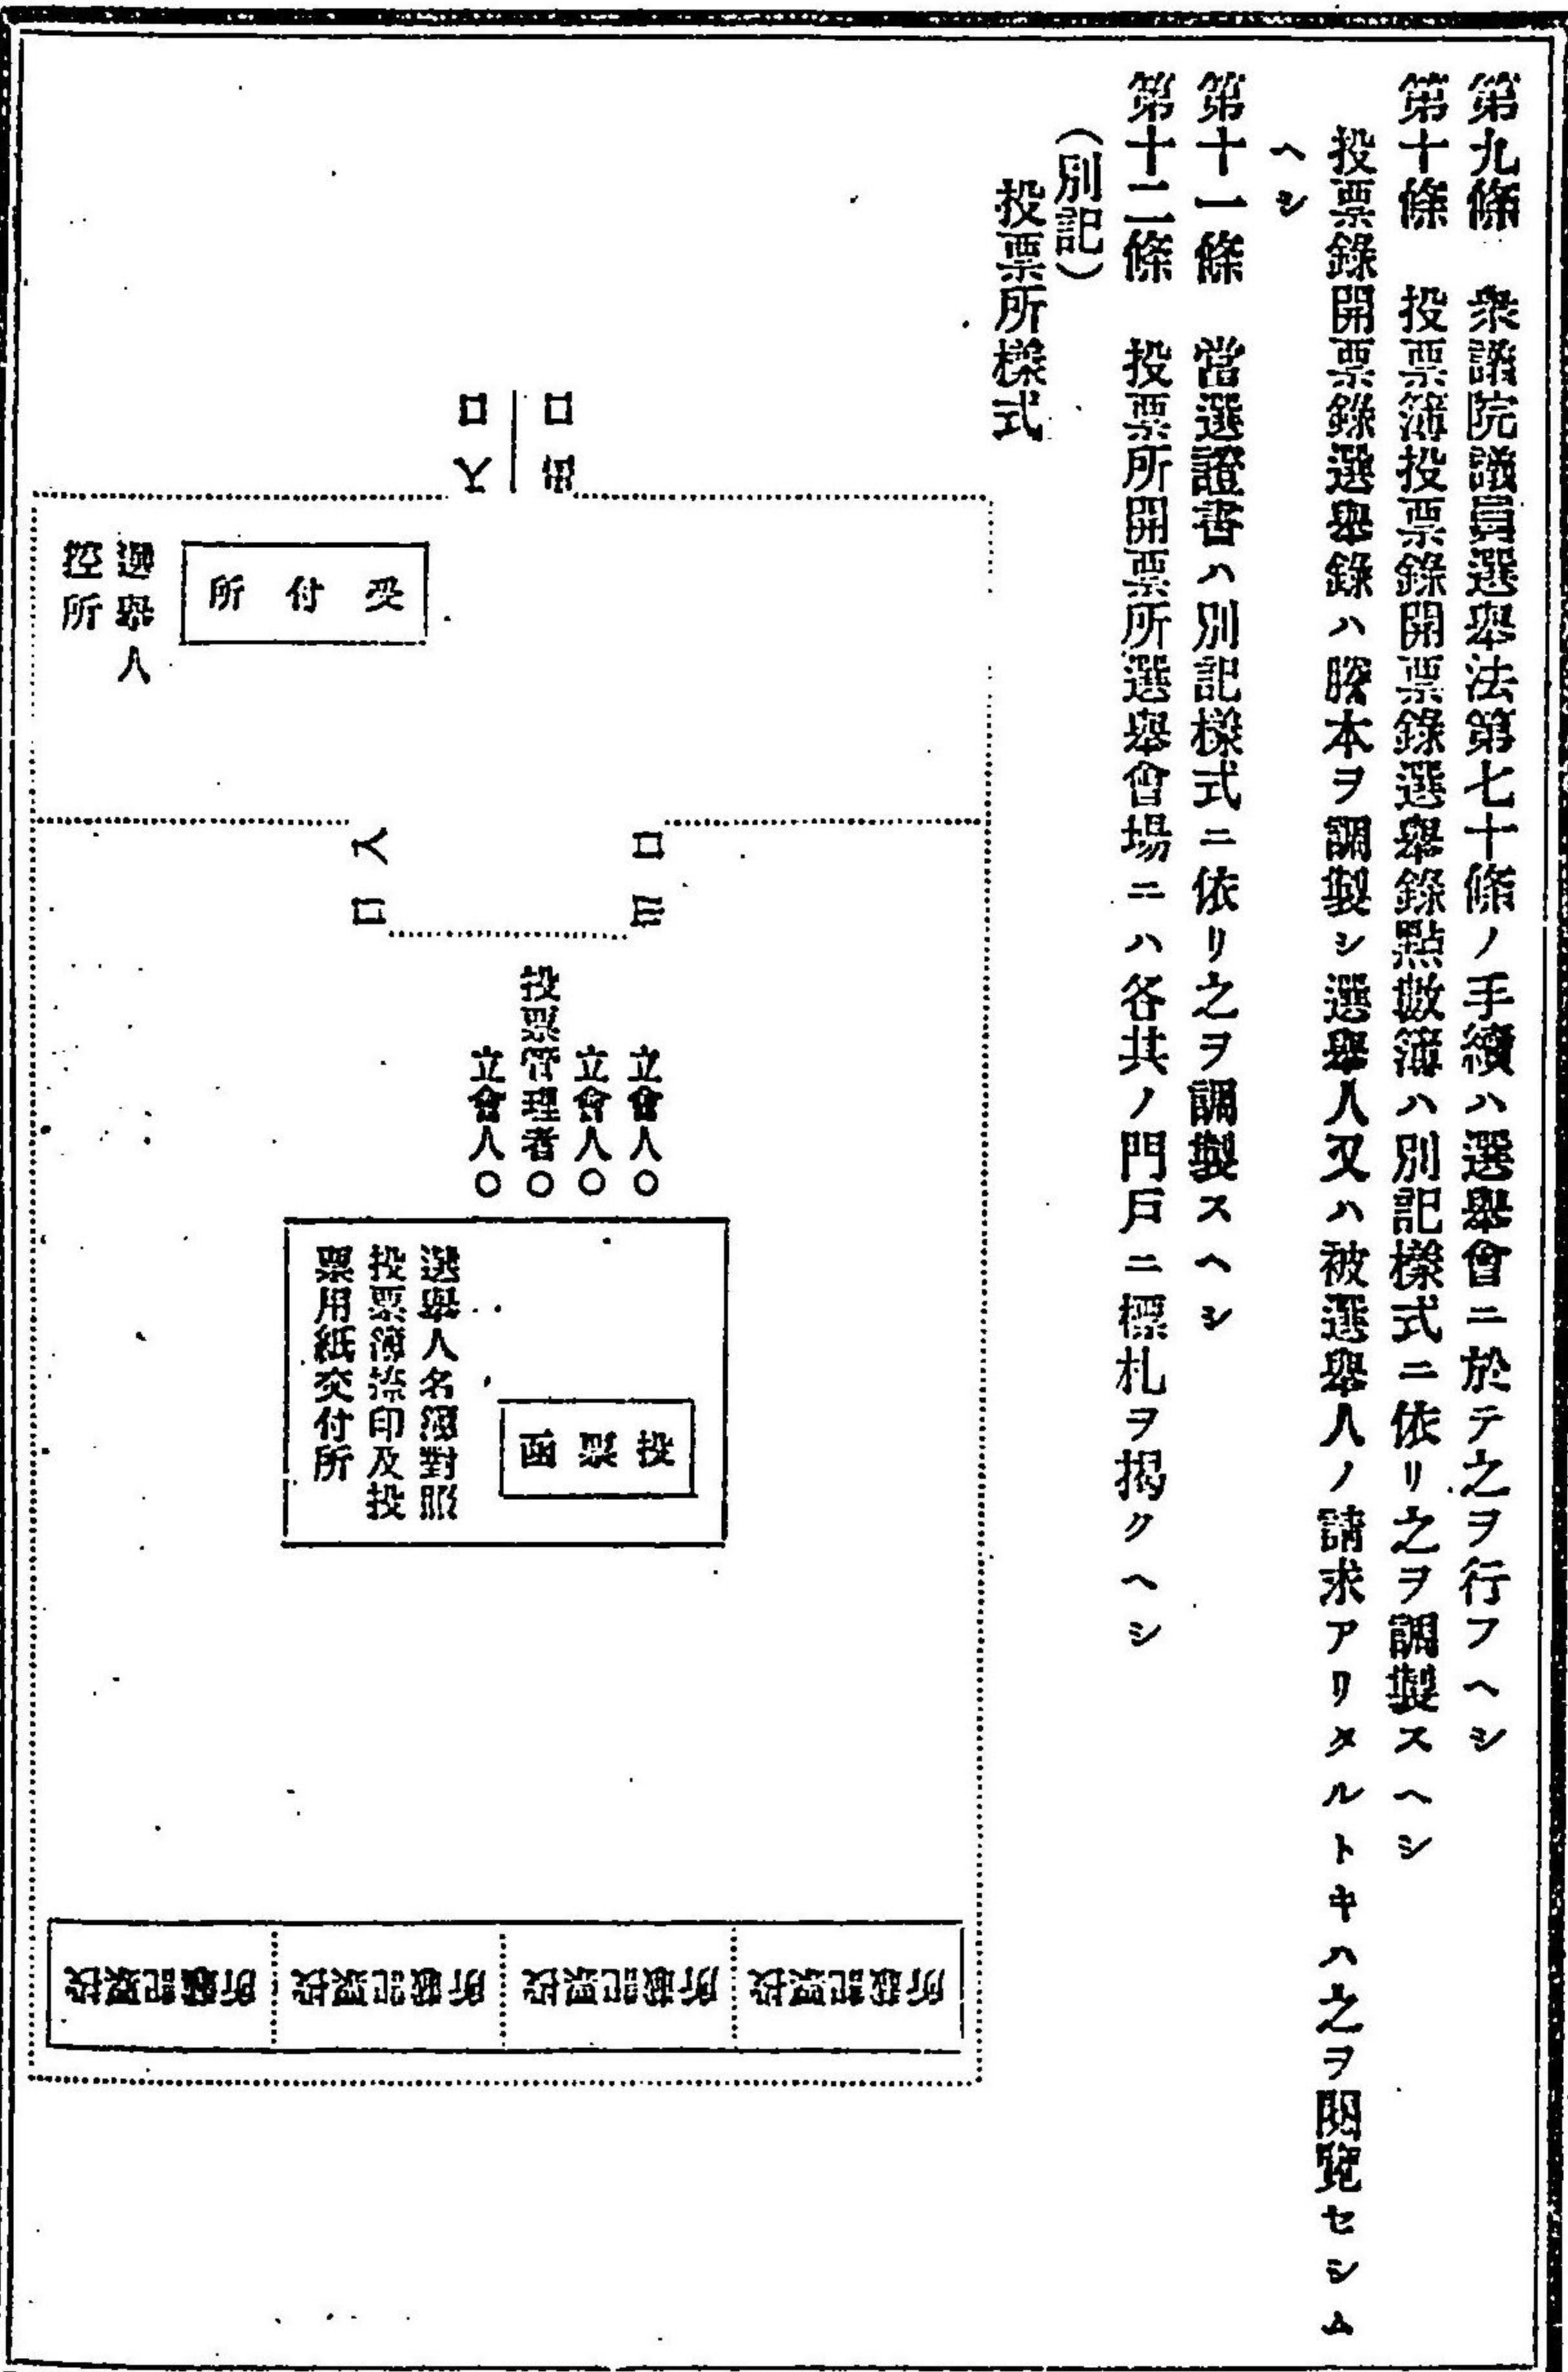 第九條　衆議院議員選擧法第七十條ノ手續ハ選擧會ニ於テ之ヲ行フヘシ
第十條　投票簿投票錄開票錄選擧錄點數簿ハ別記樣式ニ依リ之ヲ調製スヘシ
投票錄開票錄選擧錄ハ謄本ヲ調製シ選擧人又ハ被選擧人ノ請求アリタルトキハ之ヲ閱覽セシム
ヘシ
第十一條　當選證書ハ別記樣式ニ依リ之ヲ調製スヘシ
第十二條　投票所開票所選擧會場ニハ各其ノ門戶ニ標札ヲ揭クヘシ
（別記）
投票所樣式
出口
入口
受付所
選擧人
控所
出口
入口
立會人○
立會人○
投票管理者○
立會人○
投票函
選擧人名簿對照
投票簿捺印及投
票用紙交付所
投票記載所
投票記載所
投票記載所
投票記載所